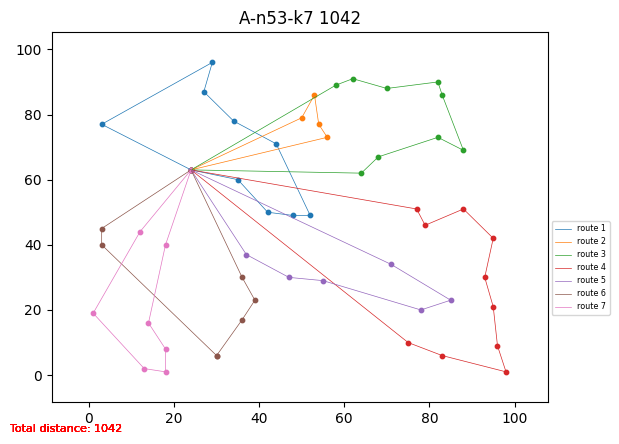 A-n53-k7 1042
100
80
60
40
20
0
0 20 40 60 80 100
route 1
route 2
route 3
route 4
route 5
route 6
route 7
Total distance: 1042